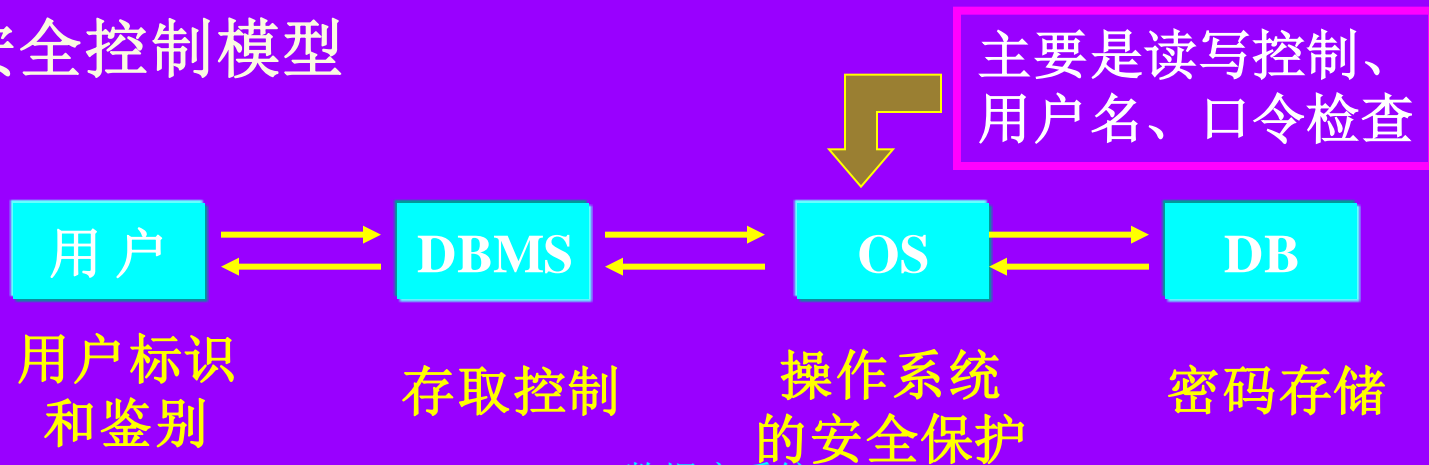 安全控制模型
主要是读写控制、
用户名、口令检查
用 户
DBMS
OS
DB
用户标识
和鉴别
存取控制
操作系统
的安全保护
密码存储